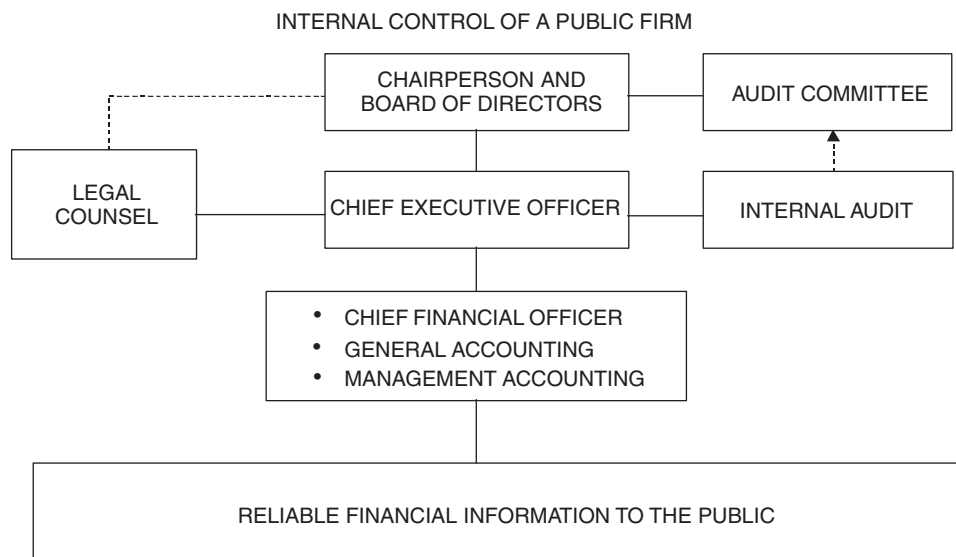 INTERNAL CONTROL OF A PUBLIC FIRM
CHAIRPERSON AND
BOARD OF DIRECTORS
AUDIT COMMITTEE
LEGAL
COUNSEL
CHIEF EXECUTIVE OFFICER
INTERNAL AUDIT
• CHIEF FINANCIAL OFFICER
• GENERAL ACCOUNTING
• MANAGEMENT ACCOUNTING
RELIABLE FINANCIAL INFORMATION TO THE PUBLIC